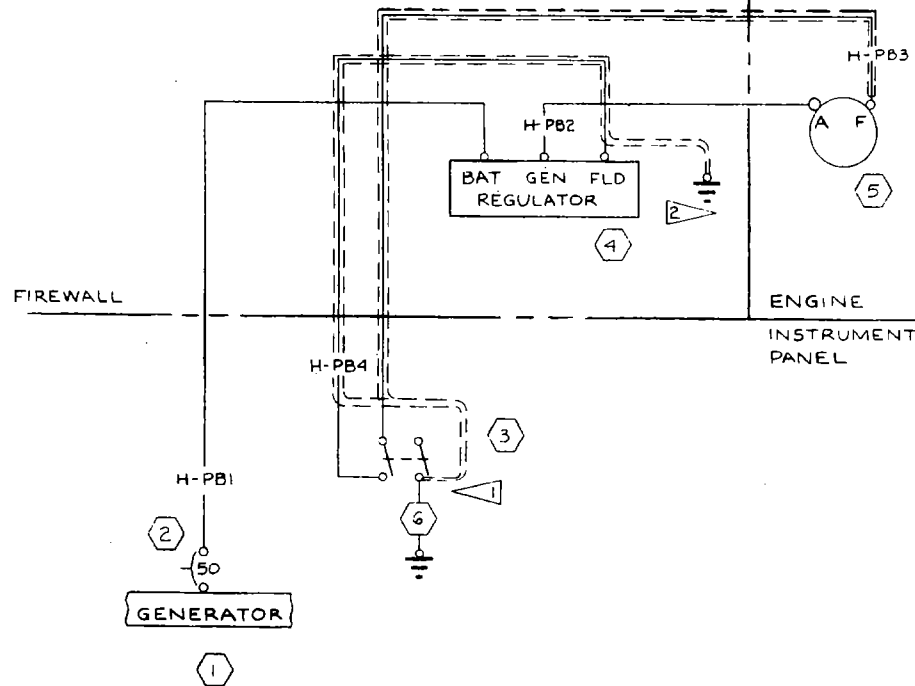 H-PB3
A F
H-PB2
BAT GEN FLD
REGULATOR
2
5
4
FIREWALL
ENGINE
INSTRUMENT
PANEL
H-PB4
3
1
H-PB1
6
2
50
GENERATOR
1